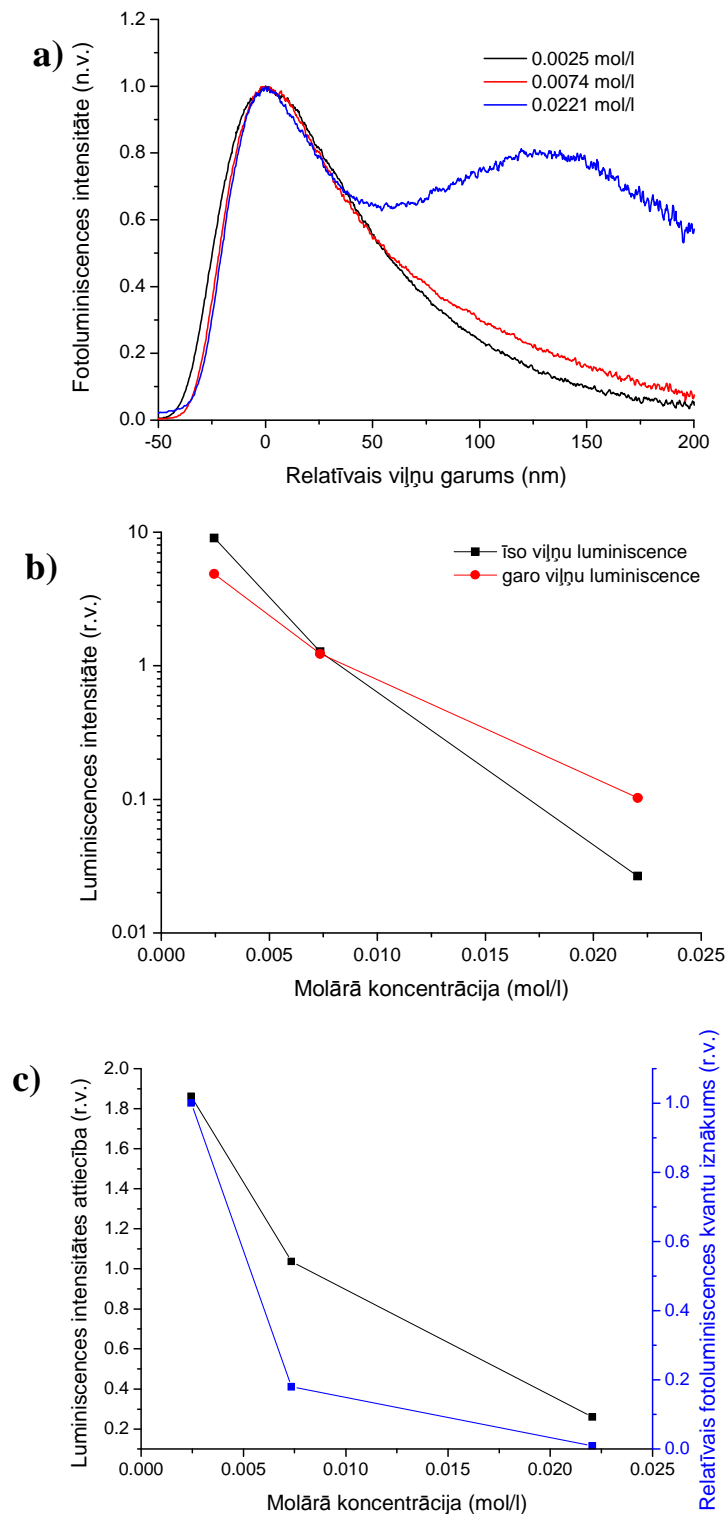 a)
Fotoluminiscences intensitāte (n.v.)
1.2
1.0
0.8
0.6
0.4
0.2
0.0
0.0025 mol/l
0.0074 mol/l
0.0221 mol/l
-50 0 50 100 150 200
Relatīvais viļņu garums (nm)
b)
Luminiscences intensitāte (r.v.)
10
1
0.1
0.01
īso viļņu luminiscence
garo viļņu luminiscence
0.000 0.005 0.010 0.015 0.020 0.025
Molārā koncentrācija (mol/l)
c)
Luminiscences intensitātes attiecība (r.v.)
2.0
1.8
1.6
1.4
1.2
1.0
0.8
0.6
0.4
0.2
1.0
0.8
0.6
0.4
0.2
0.0
Relatīvais fotoluminiscences kvantu iznākums (r.v.)
0.000 0.005 0.010 0.015 0.020 0.025
Molārā koncentrācija (mol/l)